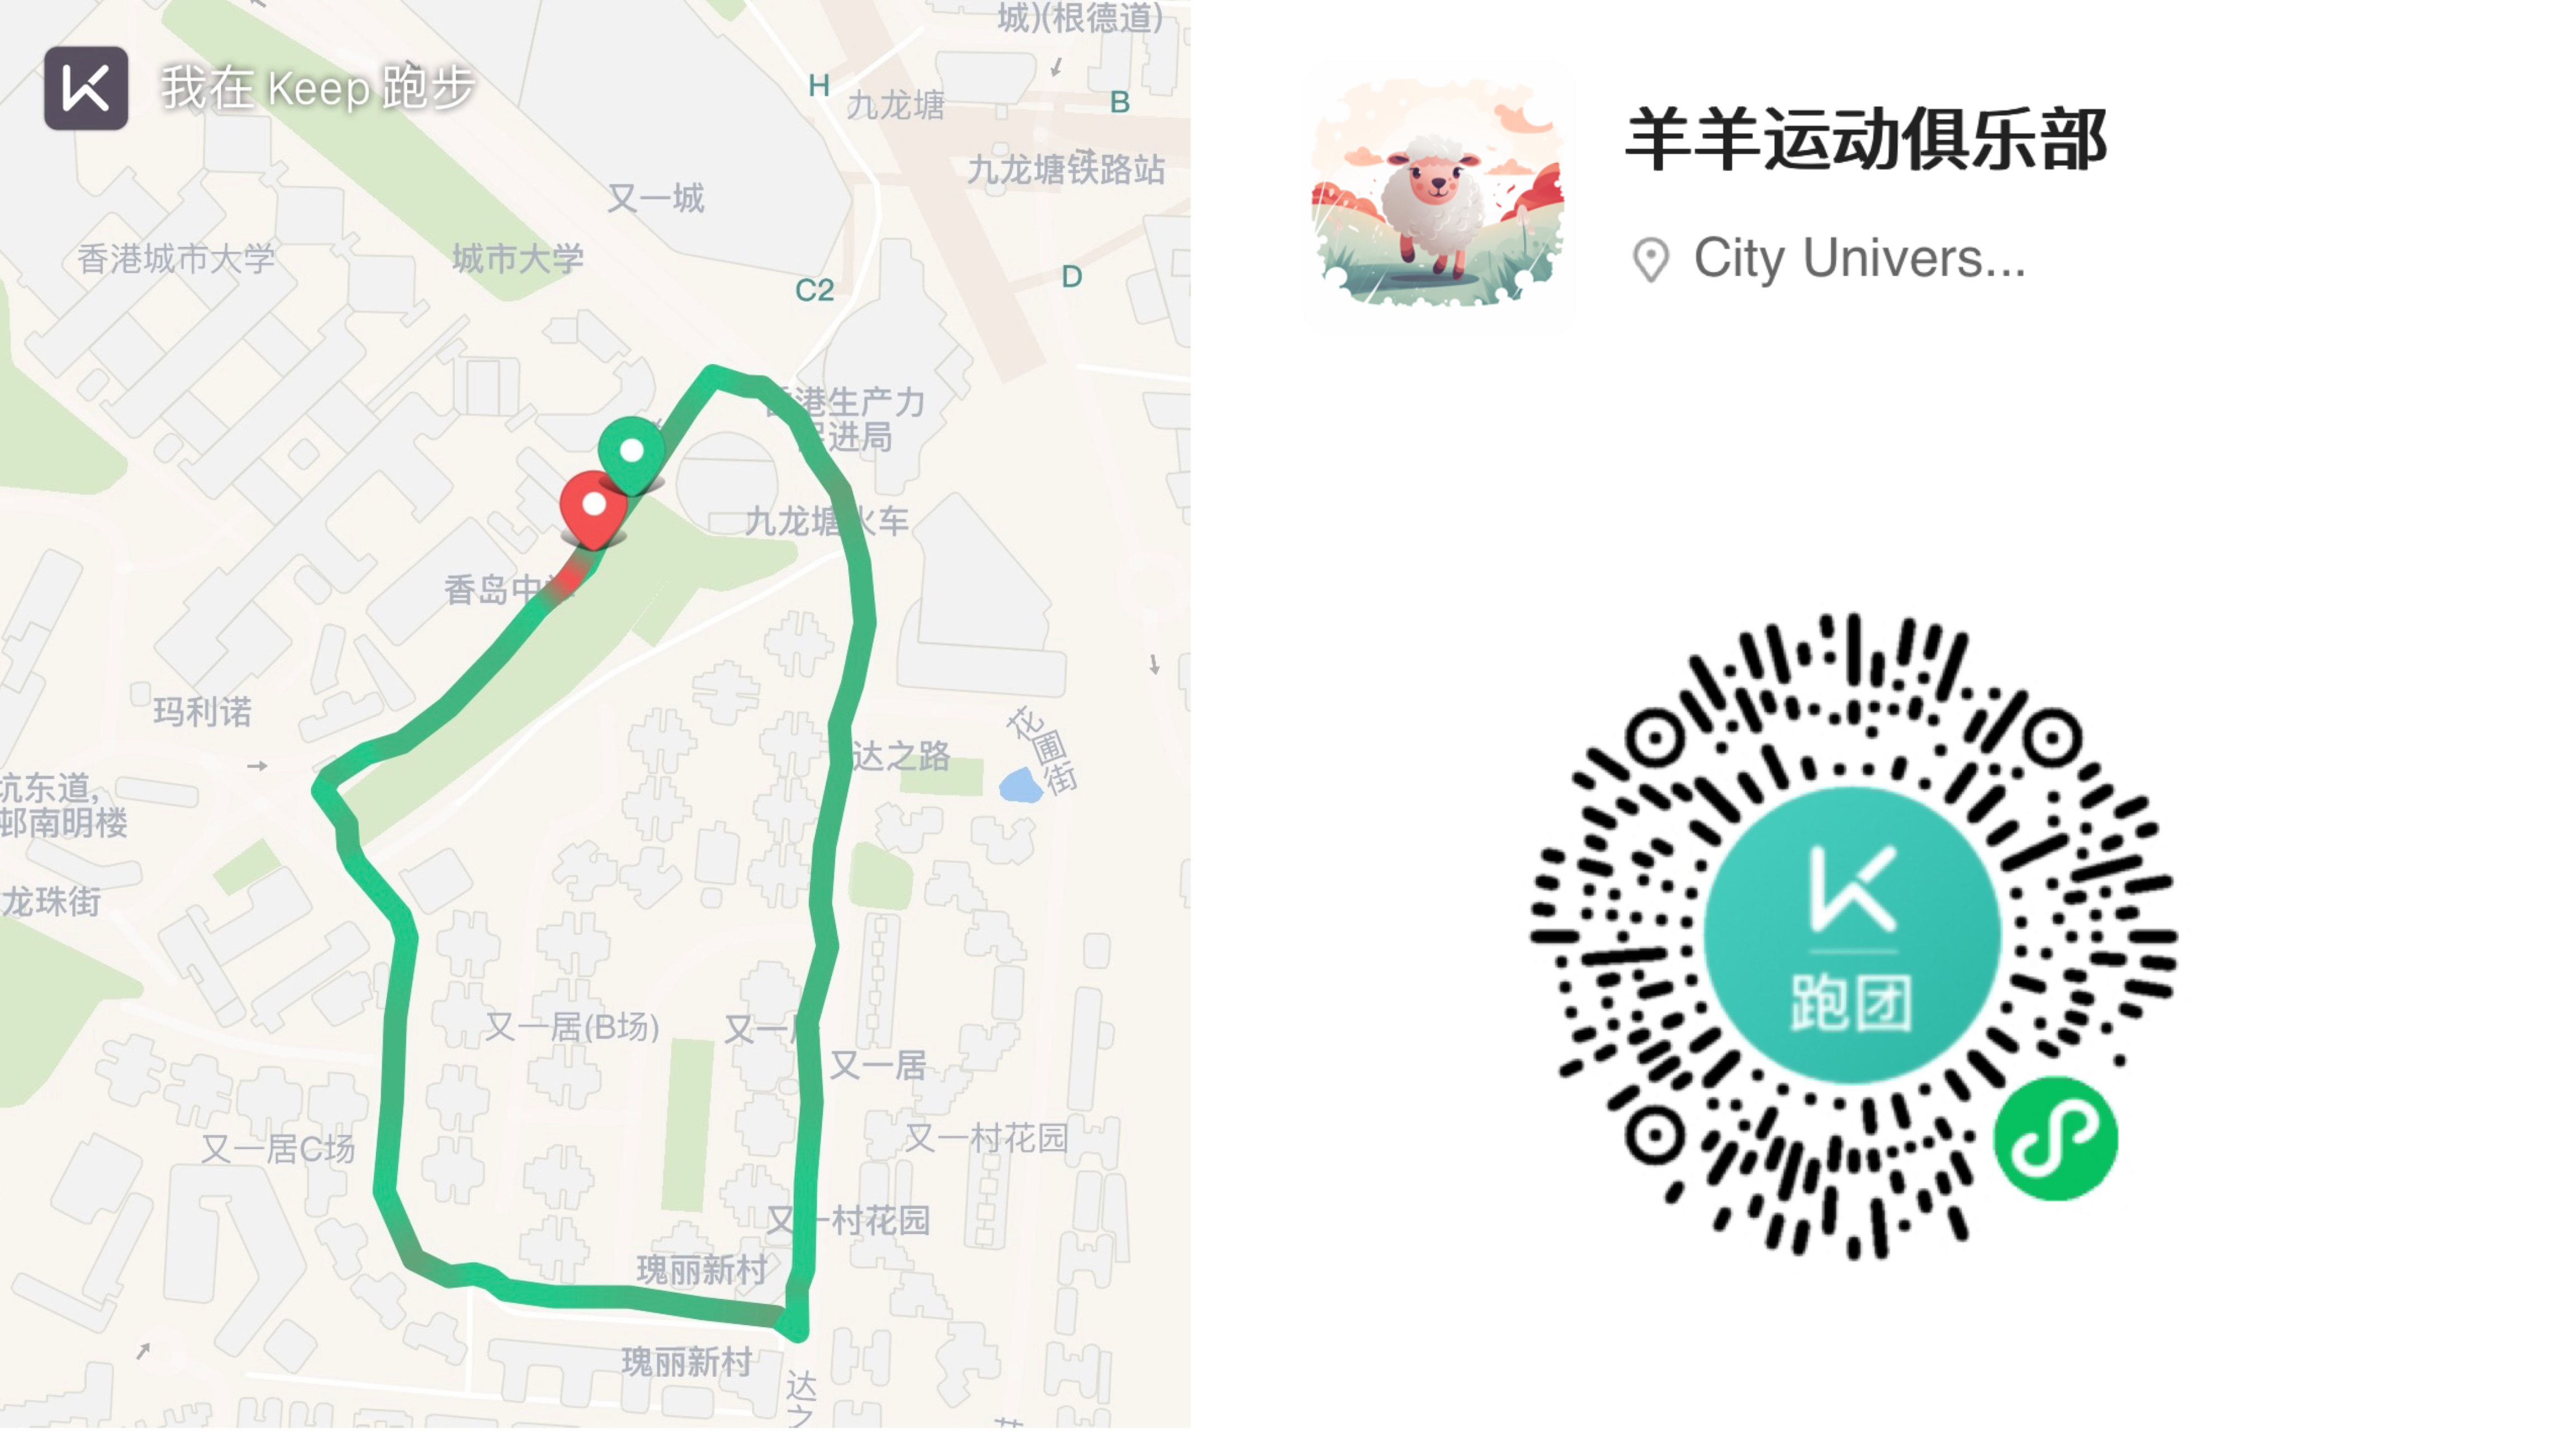 我在 Keep 跑步
城)(根德道)
H
九龙塘
B
九龙塘铁路站
又一城
香港城市大学
城市大学
C2
D
港生产力
进局
九龙塘 火车
香岛中
玛利诺
达之路
花圃街
坑东道,
邨南明楼
龙珠街
又一居(B场)
又一
又一居
又一居C场
又一村花园
又一村花园
瑰丽新村
瑰丽新村
达之
羊羊运动俱乐部
City Univers...
跑团